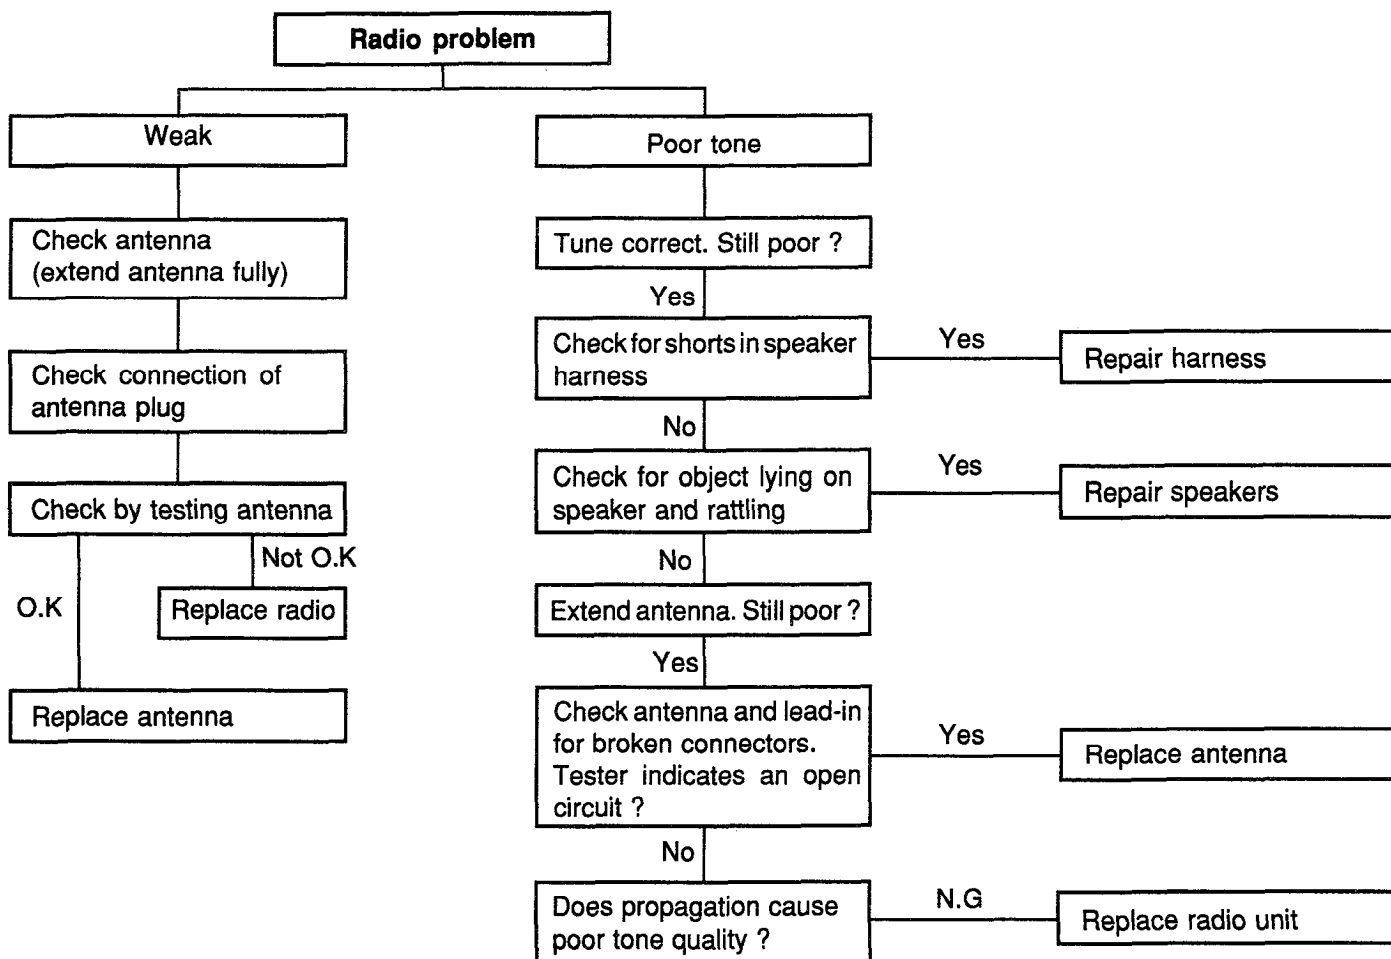 Radio problem
Weak
Check antenna
(extend antenna fully)
Check connection of
antenna plug
Check by testing antenna
Not O.K
O.K
Replace radio
Replace antenna
Poor tone
Tune correct. Still poor ?
Yes
Check for shorts in speaker
harness
Yes
Repair harness
No
Check for object lying on
speaker and rattling
Yes
Repair speakers
No
Extend antenna. Still poor ?
Yes
Check antenna and lead-in
for broken connectors.
Tester indicates an open
circuit ?
Yes
Replace antenna
No
Does propagation cause
poor tone quality ?
N.G
Replace radio unit